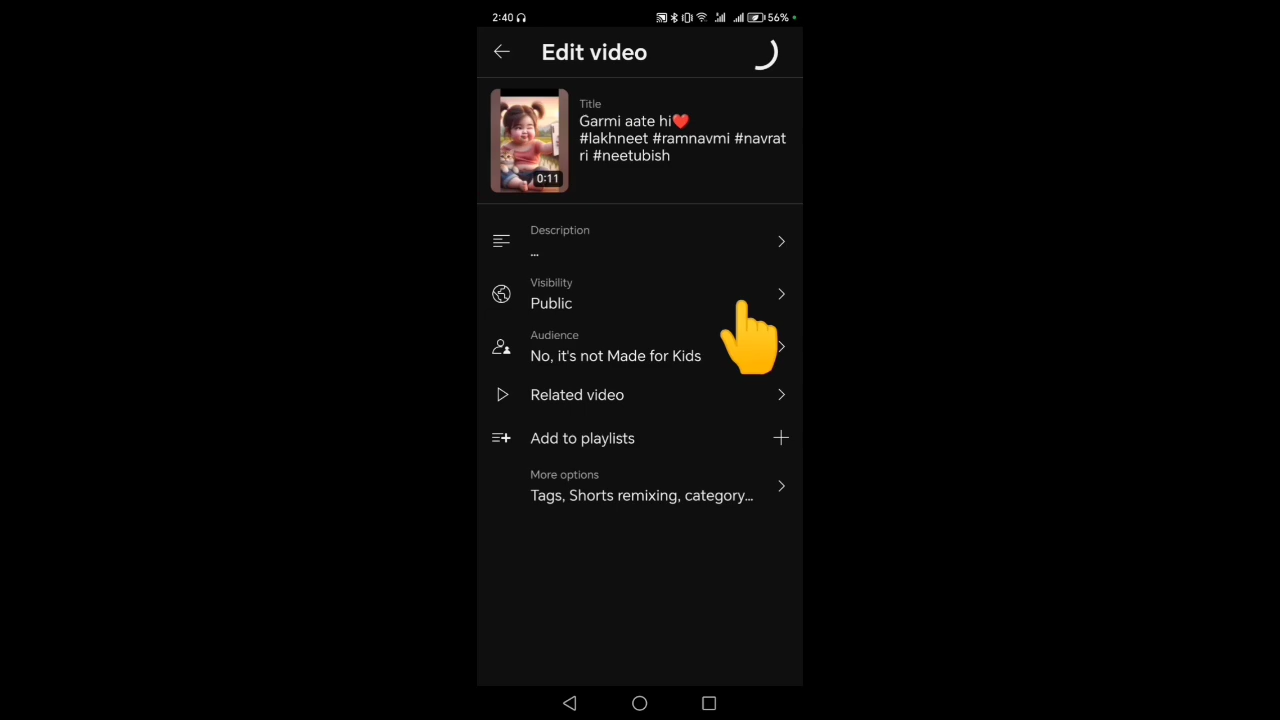 2:40 56%
Edit video
Title
Garmi aate hi❤️
#lakhneet #ramnavmi #navrat
ri #neetubish
0:11
Description
...
Visibility
Public
Audience
No, it's not Made for Kids
Related video
Add to playlists
More options
Tags, Shorts remixing, category...